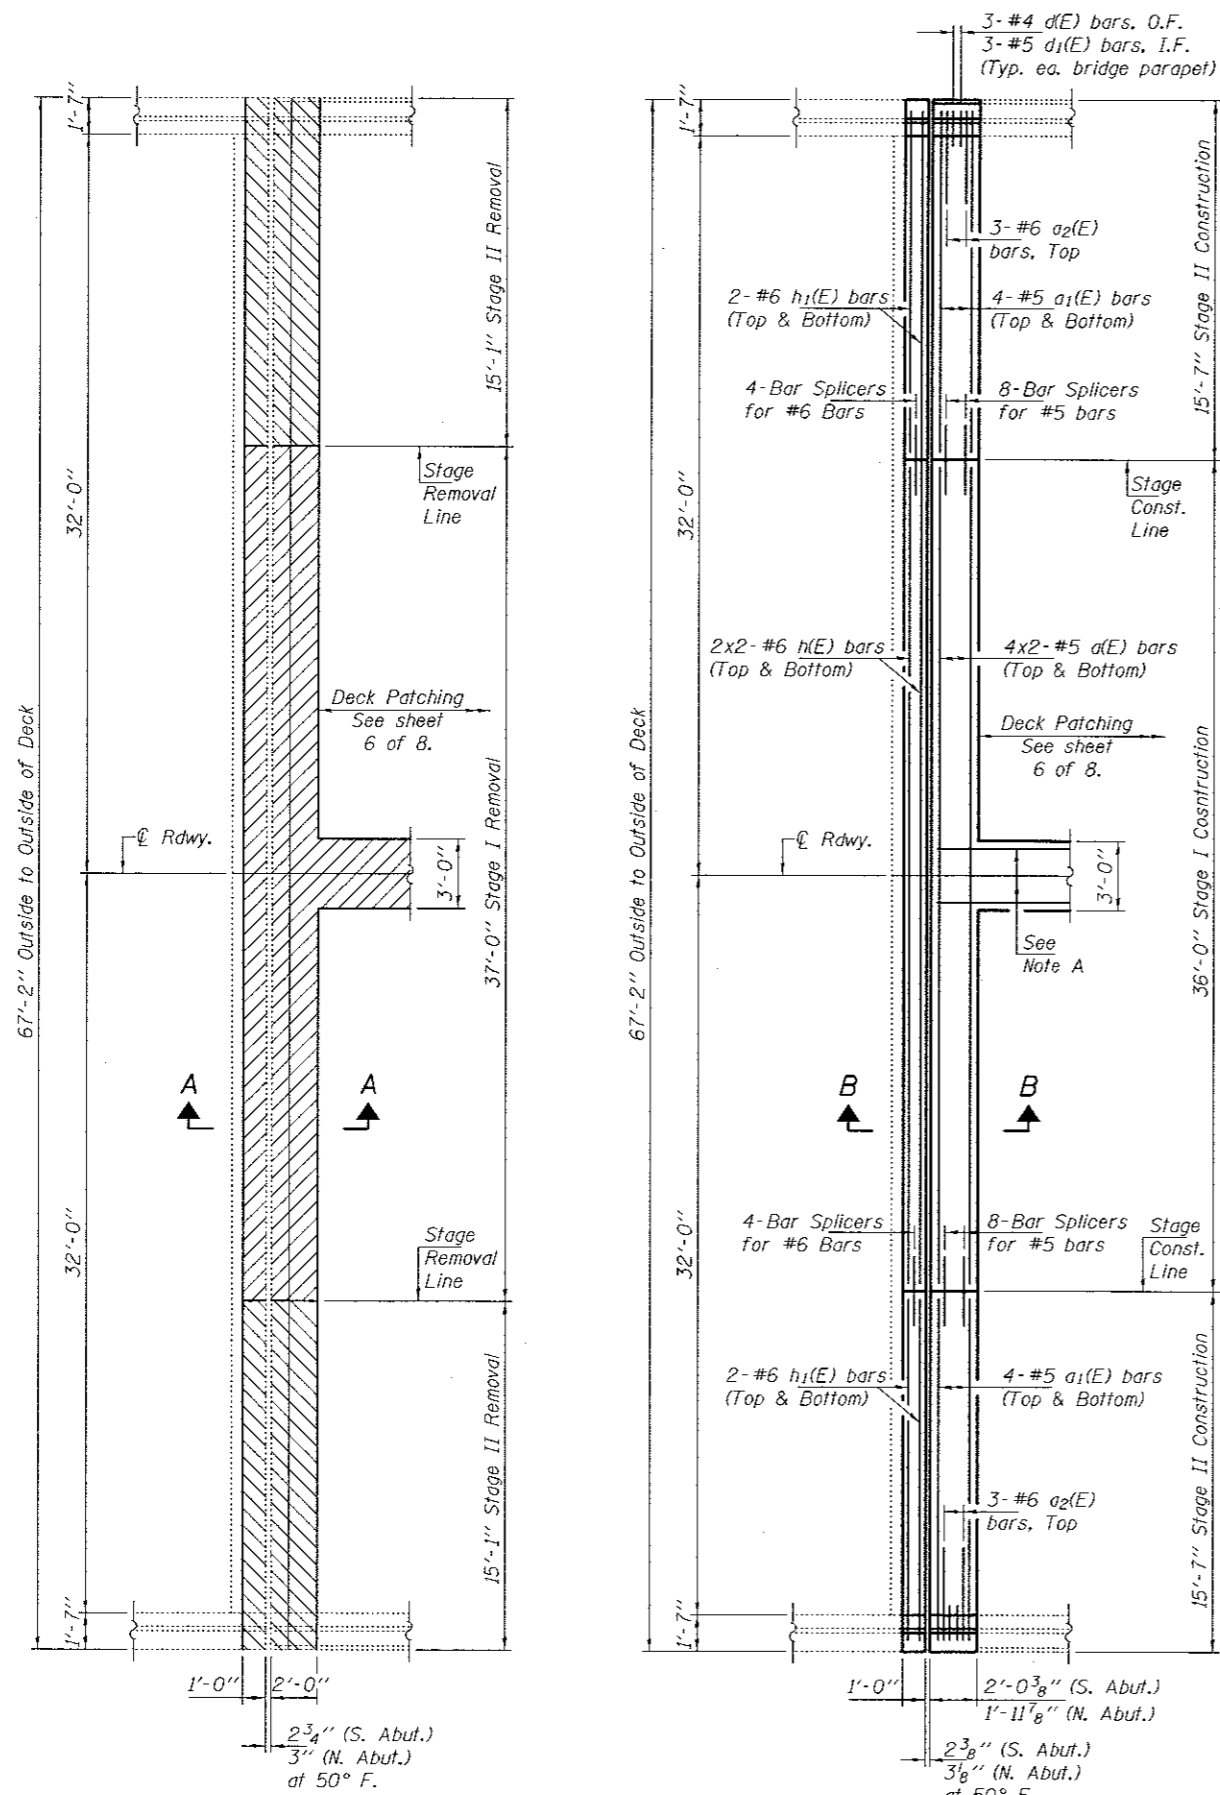 3-#4 d(E) bars, O.F.
3-#5 d1(E) bars, I.F.
(Typ. ea. bridge parapet)
1'-7"
32'-0"
67'-2" Outside to Outside of Deck
32'-0"
1'-7"
15'-1" Stage II Removal
Stage
Removal
Line
Deck Patching
See sheet
6 of 8.
37'-0" Stage I Removal
℄ Rdwy.
3'-0"
A
A
Stage
Removal
Line
15'-1" Stage II Removal
1'-0"
2'-0"
2¾" (S. Abut.)
3" (N. Abut.)
at 50° F.
1'-7"
32'-0"
67'-2" Outside to Outside of Deck
32'-0"
1'-7"
3-#6 a2(E)
bars, Top
2-#6 h1(E) bars
(Top & Bottom)
4-#5 a1(E) bars
(Top & Bottom)
15'-7" Stage II Construction
4-Bar Splicers
for #6 Bars
8-Bar Splicers
for #5 bars
Stage
Const.
Line
2x2-#6 h(E) bars
(Top & Bottom)
4x2-#5 a(E) bars
(Top & Bottom)
Deck Patching
See sheet
6 of 8.
36'-0" Stage I Cosntruction
℄ Rdwy.
3'-0"
See
Note A
B
B
4-Bar Splicers
for #6 Bars
8-Bar Splicers
for #5 bars
Stage
Const.
Line
2-#6 h1(E) bars
(Top & Bottom)
4-#5 a1(E) bars
(Top & Bottom)
3-#6 a2(E)
bars, Top
15'-7" Stage II Construction
1'-0"
2'-0⅜" (S. Abut.)
1'-11⅞" (N. Abut.)
2⅜" (S. Abut.)
3⅛" (N. Abut.)
at 50° F.